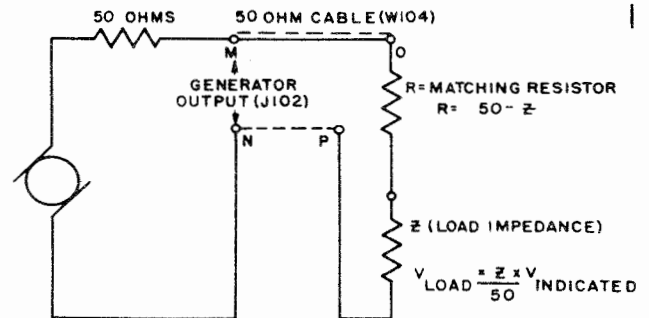 50 OHMS
50 OHM CABLE (W104)
M
O
GENERATOR
OUTPUT (J102)
R=MATCHING RESISTOR
R= 50-Z
N
P
Z (LOAD IMPEDANCE)
V LOAD = Z x V INDICATED
50